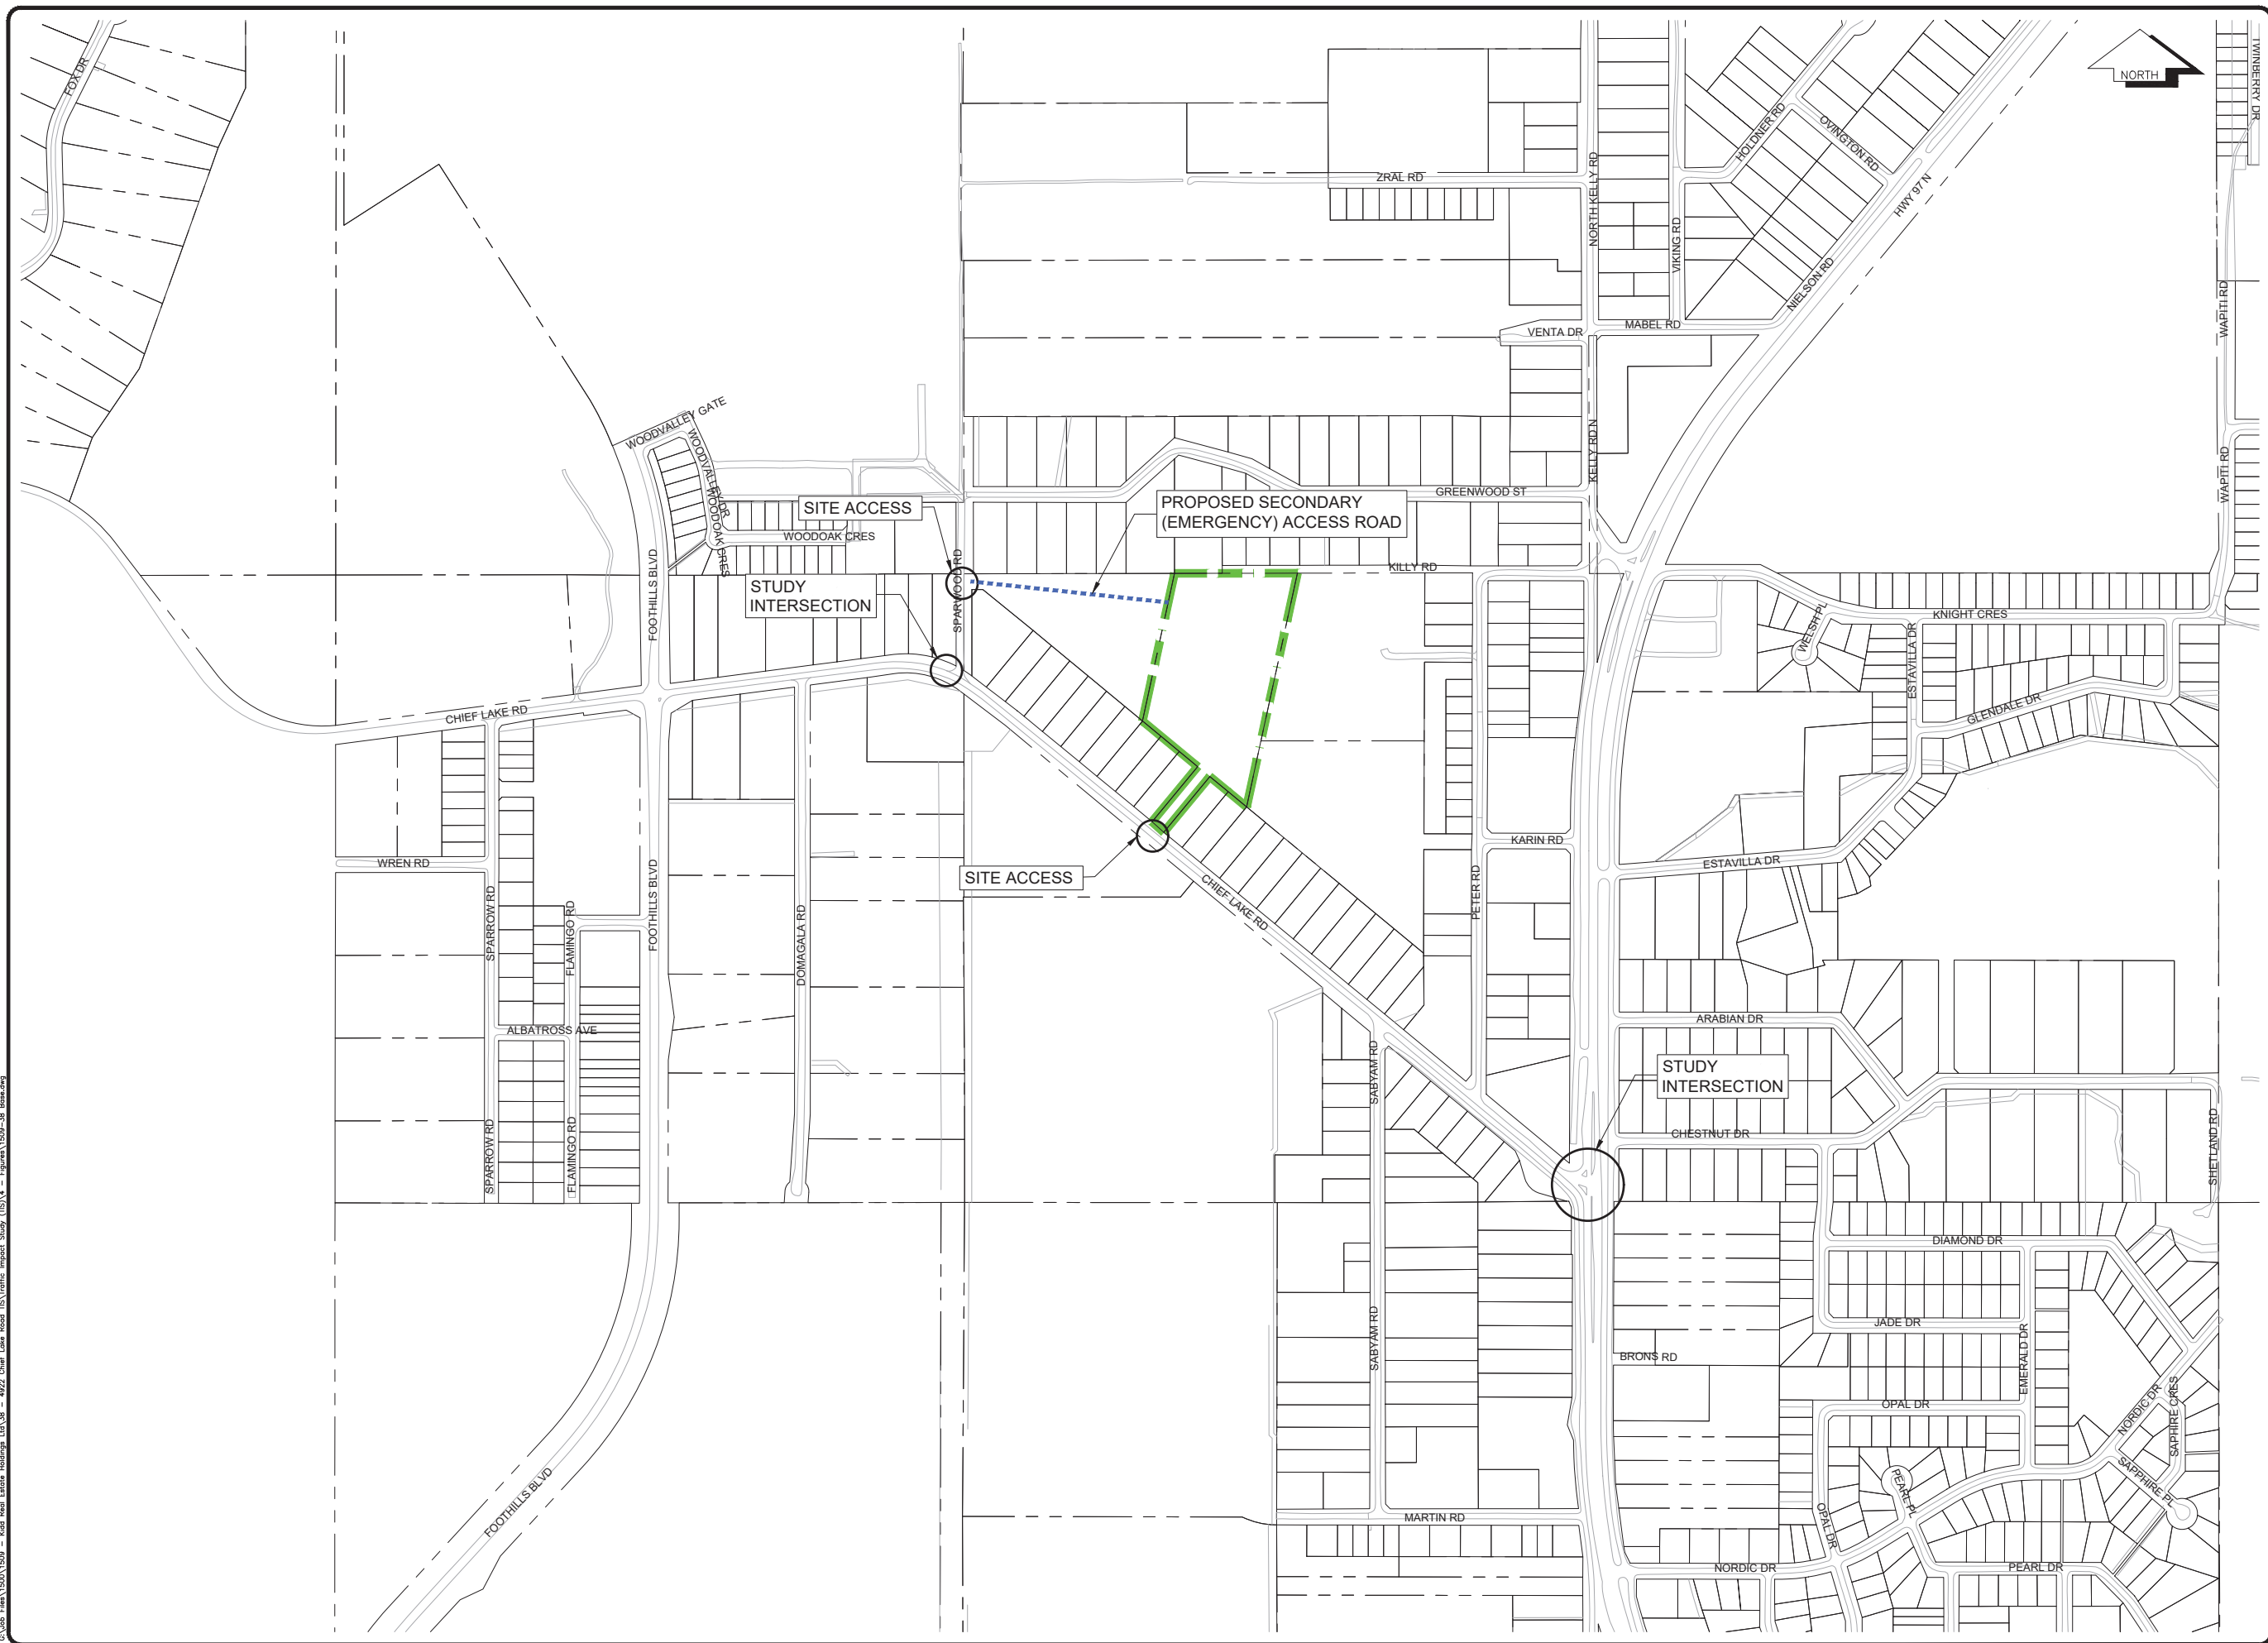 FOX DR
NORTH
TWINBERRY DR
HOLDNER RD
OVINGTON RD
ZRAL RD
NORTH KELLY RD
HWY 97 N
VIKING RD
NIELSON RD
WAPITI RD
VENTA DR
MABEL RD
WOODVALLEY GATE
WOODVALLEY DR
KELLY RD N
WAPITI RD
GREENWOOD ST
SITE ACCESS
PROPOSED SECONDARY
(EMERGENCY) ACCESS ROAD
WOODOAK CRES
WOODOAK CRES
FOOTHILLS BLVD
STUDY
INTERSECTION
SPARWOOD RD
KILLY RD
WELSH PL
KNIGHT CRES
ESTAVILLA DR
GLENDALE DR
CHIEF LAKE RD
KARIN RD
WREN RD
ESTAVILLA DR
SITE ACCESS
CHIEF LAKE RD
PETER RD
SPARROW RD
FLAMINGO RD
FOOTHILLS BLVD
DOMAGALA RD
ALBATROSS AVE
ARABIAN DR
SABYAM RD
STUDY
INTERSECTION
CHESTNUT DR
SPARROW RD
FLAMINGO RD
SHETLAND RD
DIAMOND DR
JADE DR
SABYAM RD
EMERALD DR
BRONS RD
OPAL DR
NORDIC DR
SAPHIRE CRES
SAPPHIRE PL
PEARL PL
FOOTHILLS BLVD
MARTIN RD
OPAL DR
NORDIC DR
PEARL DR